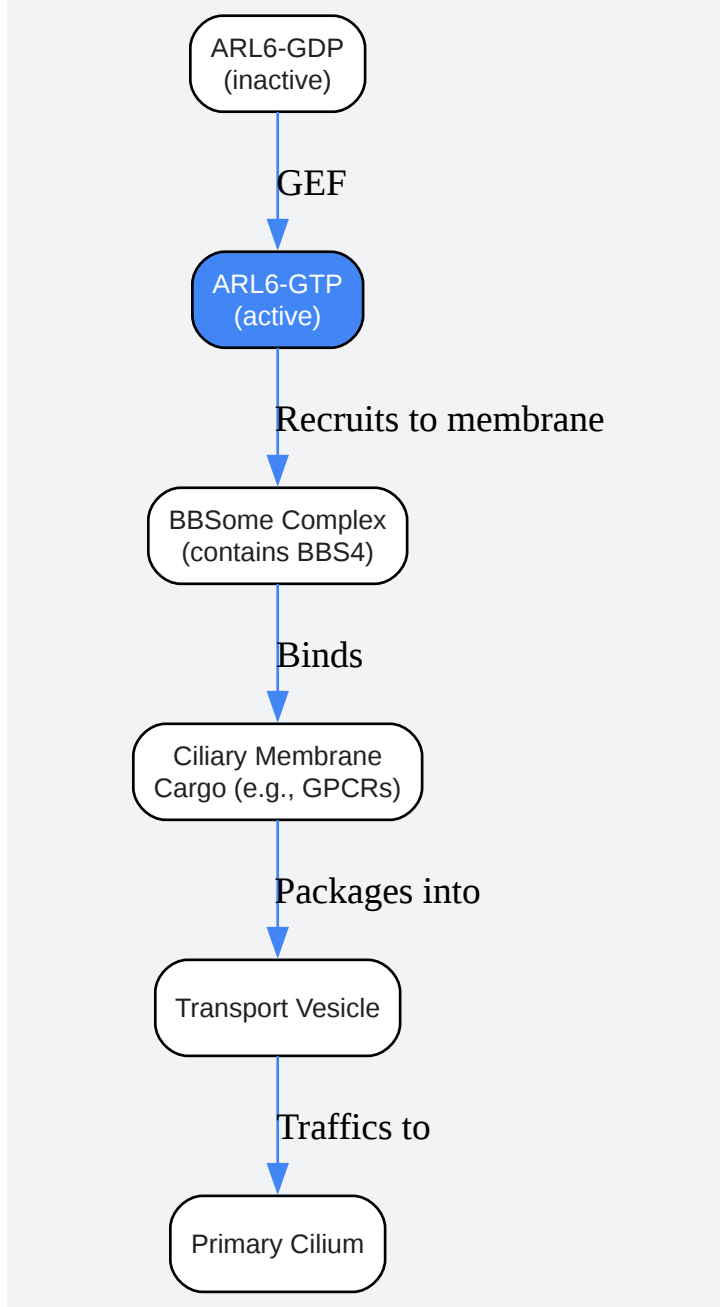 ARL6-GDP
(inactive)
GEF
ARL6-GTP
(active)
Recruits to membrane
BBSome Complex
(contains BBS4)
Binds
Ciliary Membrane
Cargo (e.g., GPCRs)
Packages into
Transport Vesicle
Traffics to
Primary Cilium